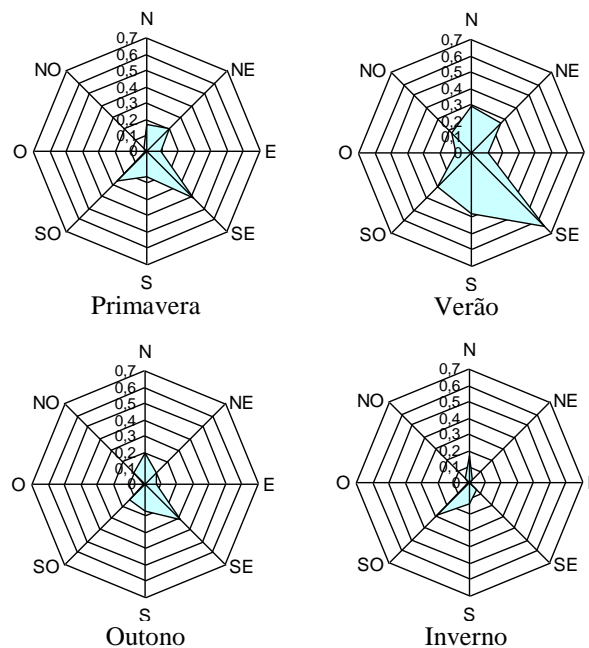 N
NO 0,7 NE
0,6
0,5
0,4
0,3
0,2
0,1
O 0 E
SO SE
S
Primavera
N
NO 0,7 NE
0,6
0,5
0,4
0,3
0,2
0,1
O 0 E
SO SE
S
Verão
N
NO 0,7 NE
0,6
0,5
0,4
0,3
0,2
0,1
O 0 E
SO SE
S
Outono
N
NO 0,7 NE
0,6
0,5
0,4
0,3
0,2
0,1
O 0
SO SE
S
Inverno